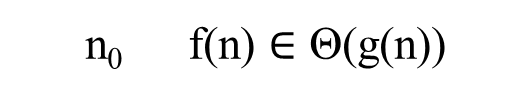 n₀ f(n) ∈ Θ(g(n))